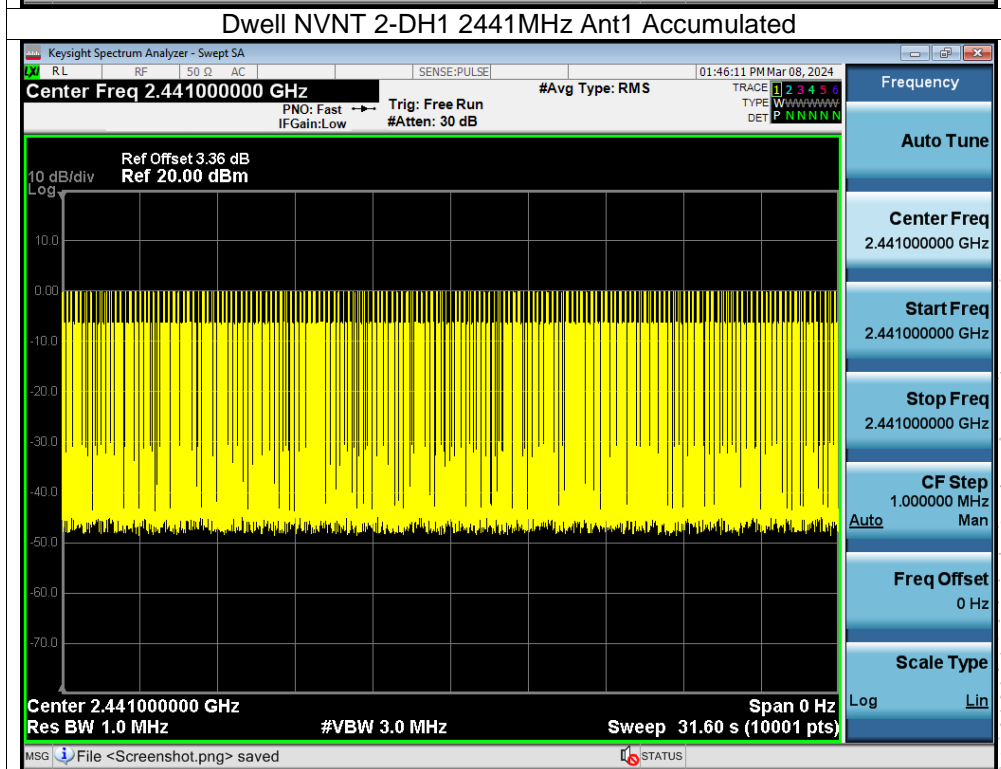 Dwell NVNT 2-DH1 2441MHz Ant1 Accumulated
Keysight Spectrum Analyzer - Swept SA
LXI RL RF 50 Ω AC SENSE:PULSE 01:46:11 PM Mar 08, 2024
Center Freq 2.441000000 GHz #Avg Type: RMS TRACE 1 2 3 4 5 6
PNO: Fast Trig: Free Run TYPE WWWWWW
IFGain:Low #Atten: 30 dB DET P N N N N N
Ref Offset 3.36 dB
10 dB/div Ref 20.00 dBm
Log
10.0
0.00
-10.0
-20.0
-30.0
-40.0
-50.0
-60.0
-70.0
Center 2.441000000 GHz Span 0 Hz
Res BW 1.0 MHz #VBW 3.0 MHz Sweep 31.60 s (10001 pts)
MSG File <Screenshot.png> saved STATUS
Frequency
Auto Tune
Center Freq
2.441000000 GHz
Start Freq
2.441000000 GHz
Stop Freq
2.441000000 GHz
CF Step
1.000000 MHz
Auto Man
Freq Offset
0 Hz
Scale Type
Log Lin